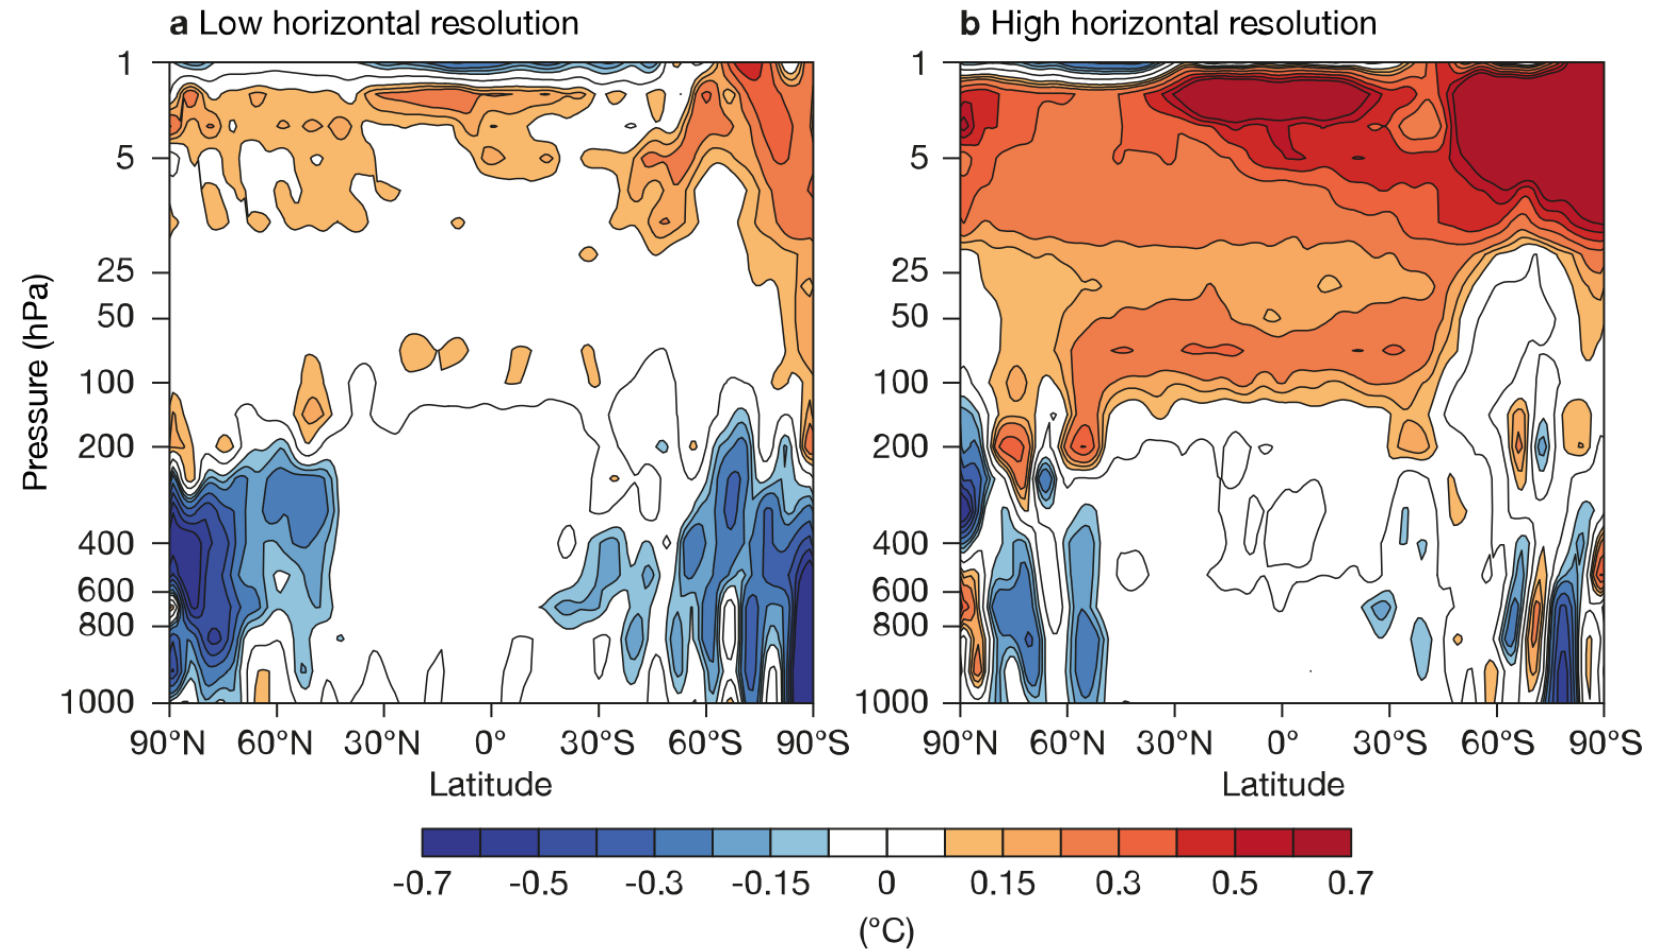 a Low horizontal resolution
b High horizontal resolution
Pressure (hPa)
1
5
25
50
100
200
400
600
800
1000
90°N 60°N 30°N 0° 30°S 60°S 90°S
Latitude
1
5
25
50
100
200
400
600
800
1000
90°N 60°N 30°N 0° 30°S 60°S 90°S
Latitude
-0.7 -0.5 -0.3 -0.15 0 0.15 0.3 0.5 0.7
(°C)